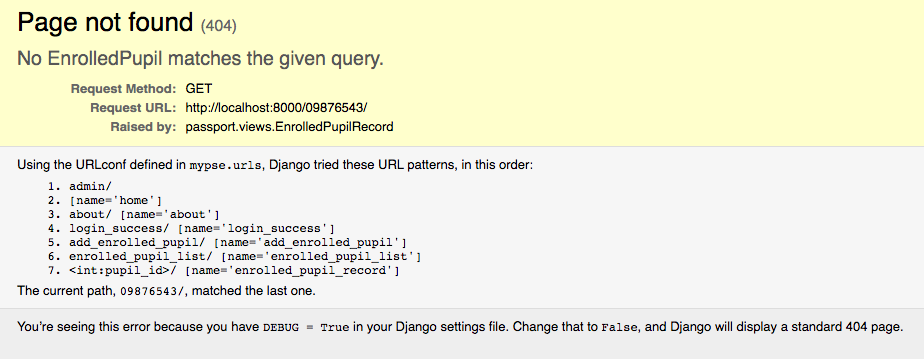 Page not found (404)
No EnrolledPupil matches the given query.
Request Method: GET
Request URL: http://localhost:8000/09876543/
Raised by: passport.views.EnrolledPupilRecord
Using the URLconf defined in mypse.urls, Django tried these URL patterns, in this order:
1. admin/
2. [name='home']
3. about/ [name='about']
4. login_success/ [name='login_success']
5. add_enrolled_pupil/ [name='add_enrolled_pupil']
6. enrolled_pupil_list/ [name='enrolled_pupil_list']
7. <int:pupil_id>/ [name='enrolled_pupil_record']
The current path, 09876543/, matched the last one.
You’re seeing this error because you have DEBUG = True in your Django settings file. Change that to False, and Django will display a standard 404 page.